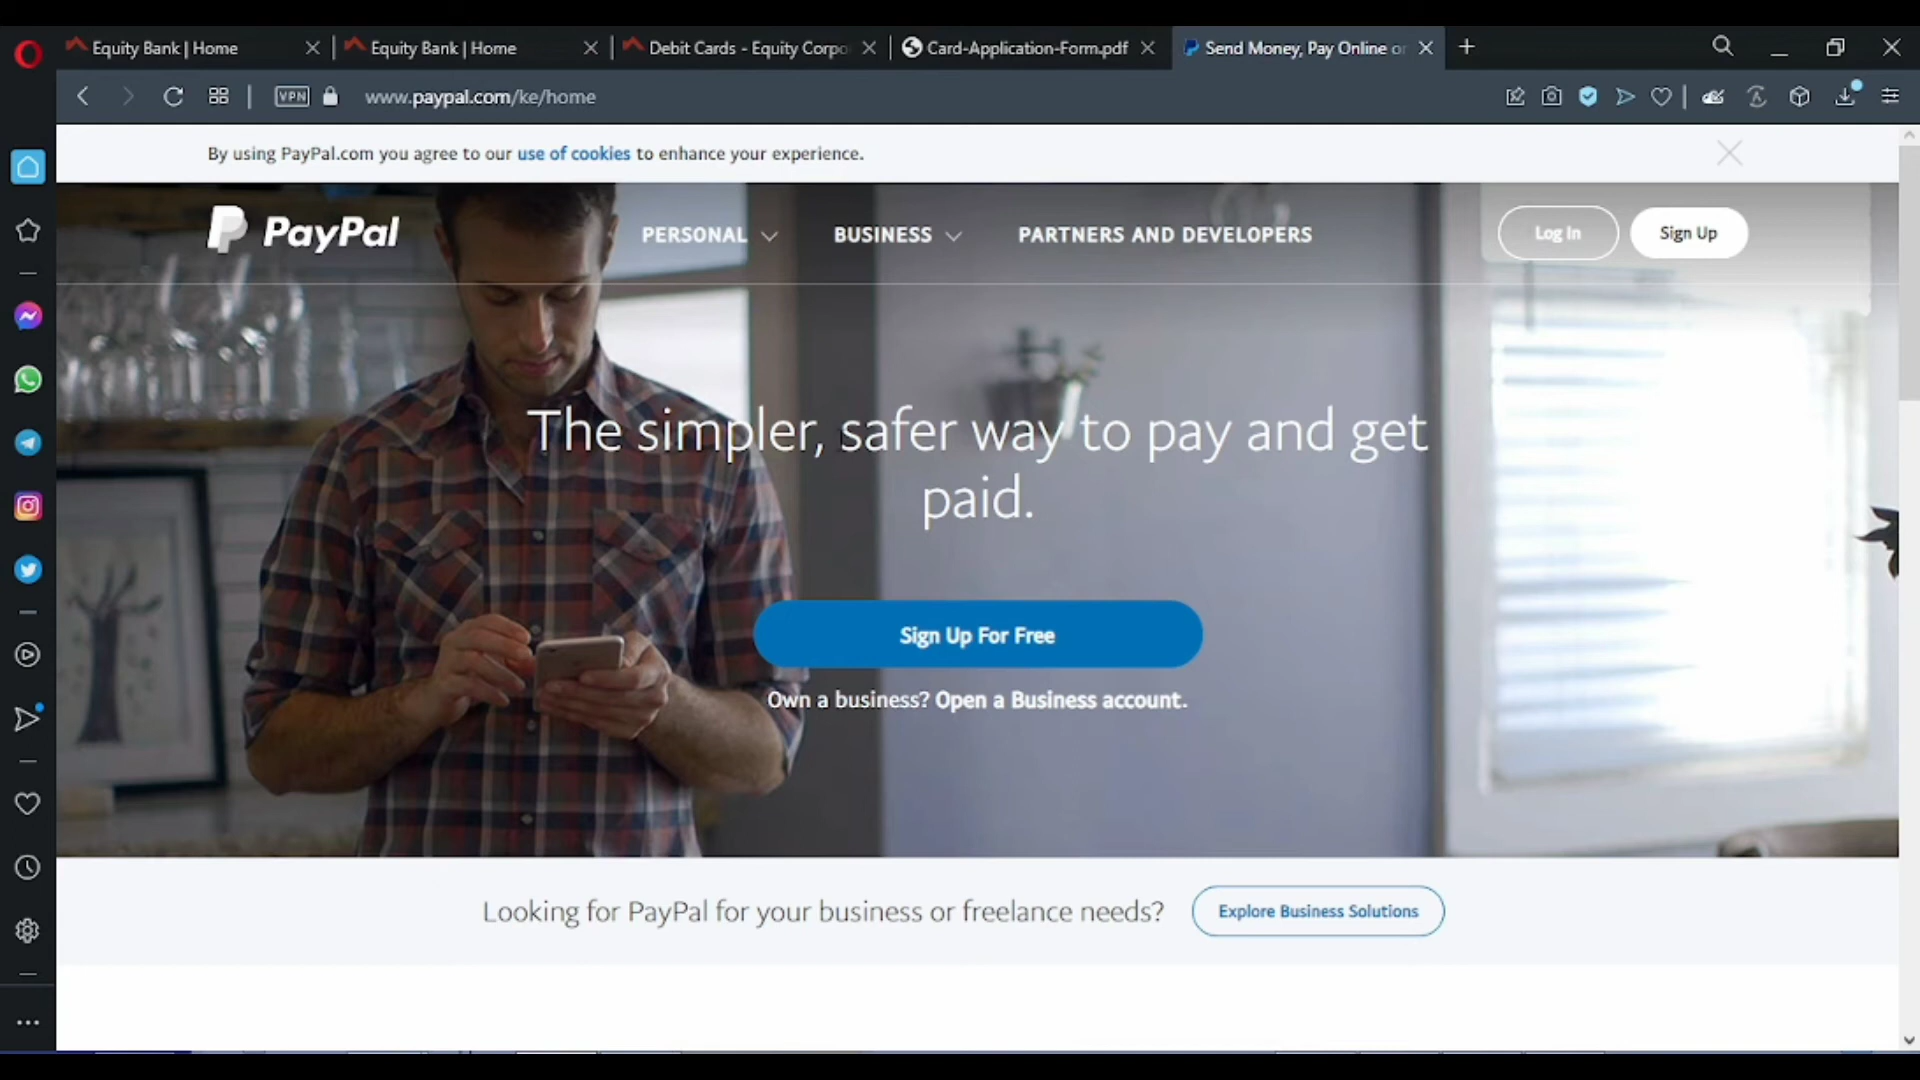 Equity Bank | Home
Equity Bank | Home
Debit Cards - Equity Corpo
Card-Application-Form.pdf
Send Money, Pay Online or
VPN
www.paypal.com/ke/home
By using PayPal.com you agree to our use of cookies to enhance your experience.
PayPal
PERSONAL
BUSINESS
PARTNERS AND DEVELOPERS
Log In
Sign Up
The simpler, safer way to pay and get
paid.
Sign Up For Free
Own a business? Open a Business account.
Looking for PayPal for your business or freelance needs?
Explore Business Solutions